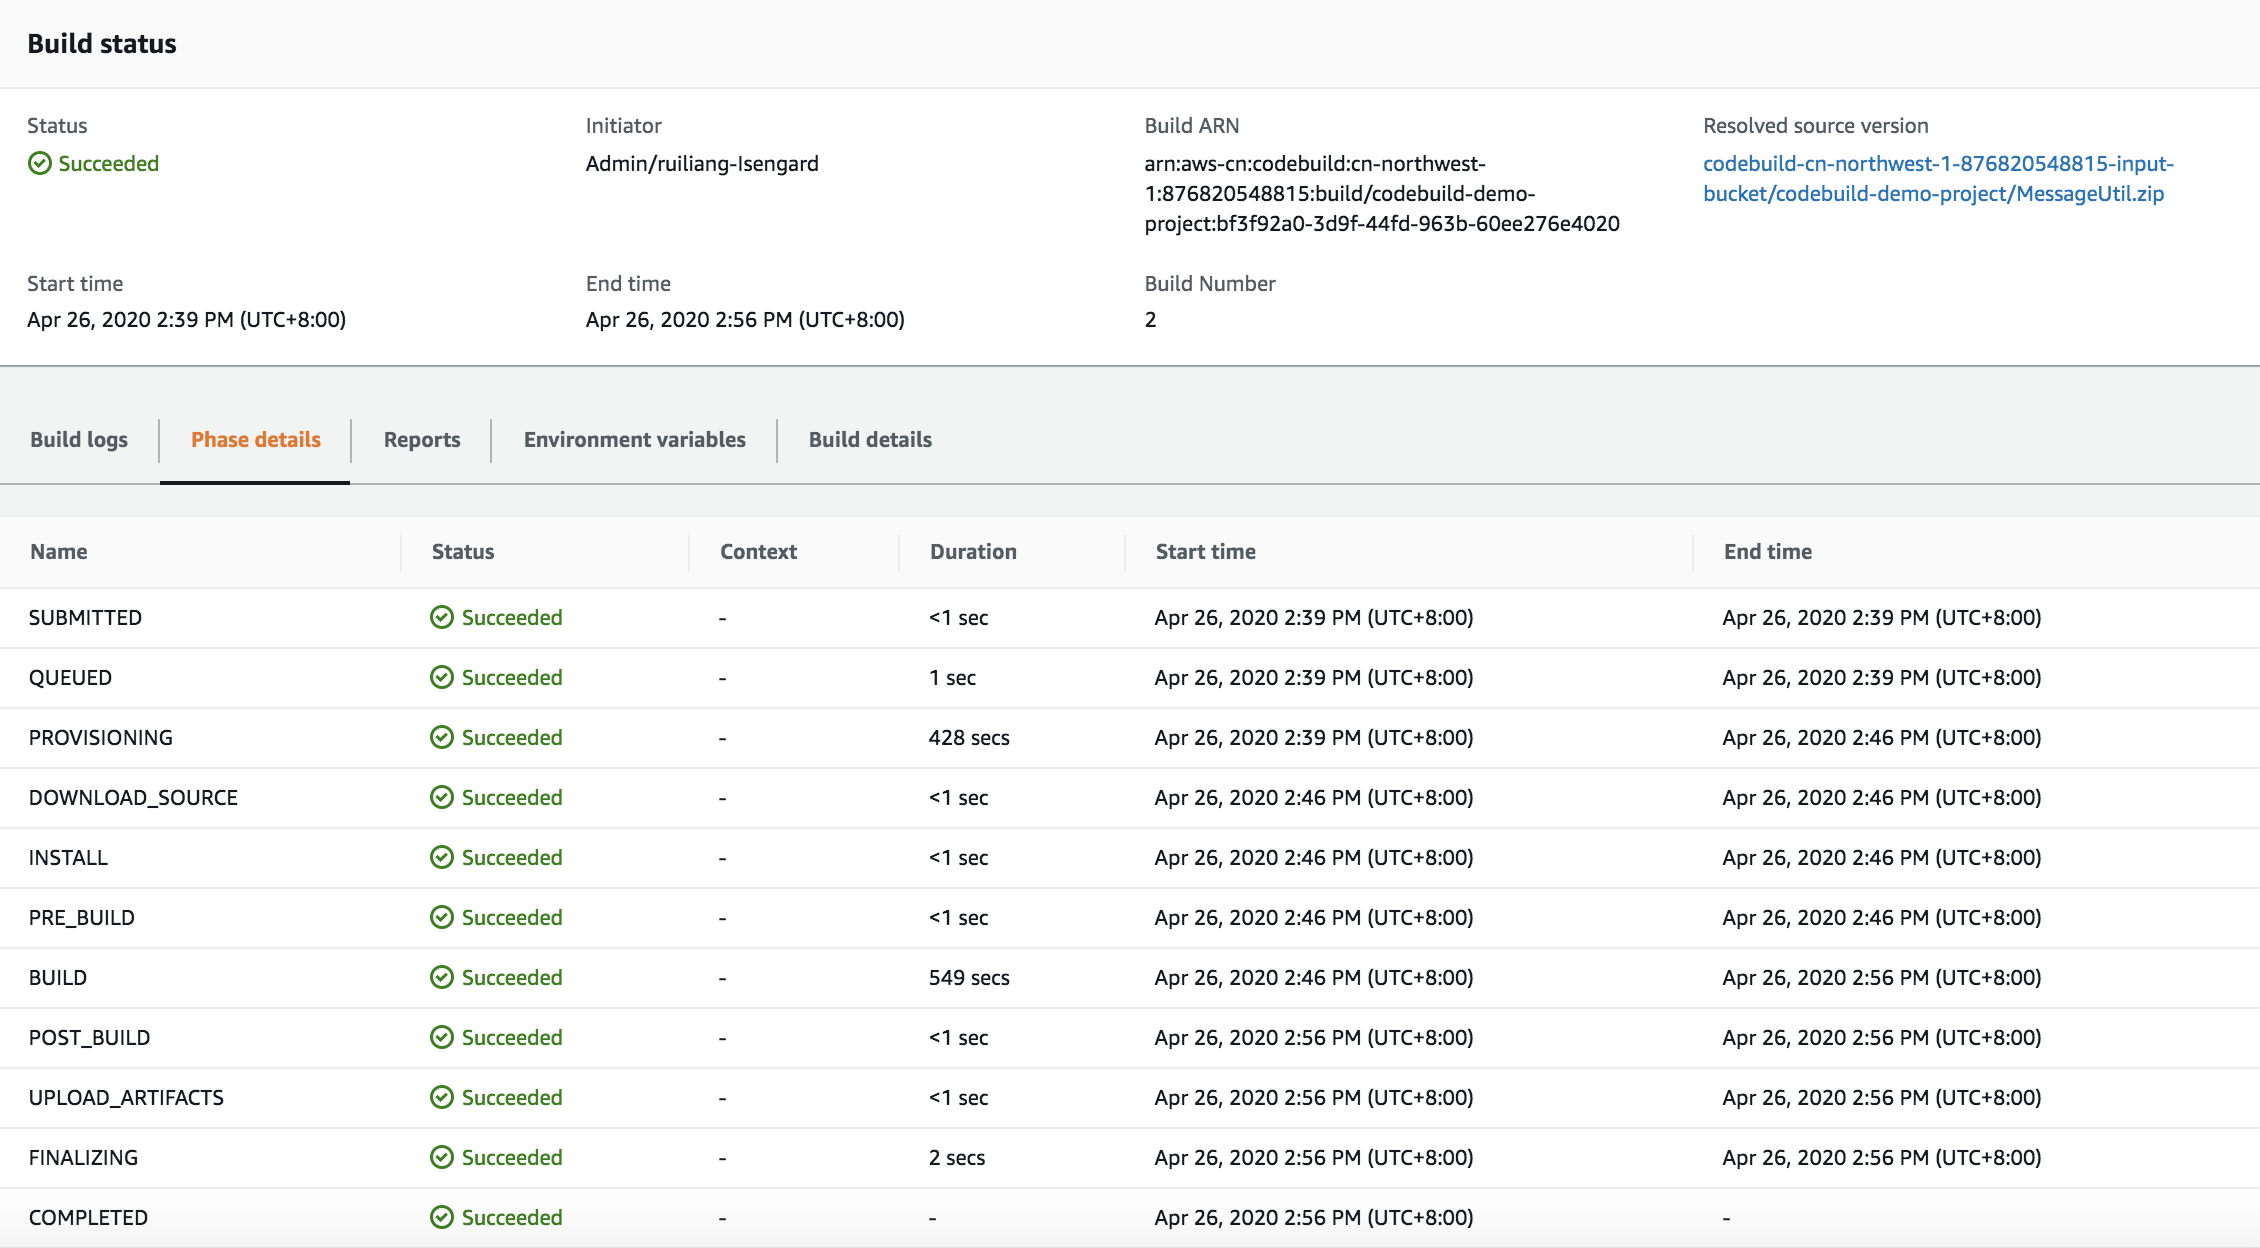 Build status
Status Initiator Build ARN Resolved source version
Succeeded Admin/ruiliang-Isengard arn:aws-cn:codebuild:cn-northwest- codebuild-cn-northwest-1-876820548815-input-
1:876820548815:build/codebuild-demo- bucket/codebuild-demo-project/MessageUtil.zip
project:bf3f92a0-3d9f-44fd-963b-60ee276e4020
Start time End time Build Number
Apr 26, 2020 2:39 PM (UTC+8:00) Apr 26, 2020 2:56 PM (UTC+8:00) 2
Build logs Phase details Reports Environment variables Build details
Name Status Context Duration Start time End time
SUBMITTED Succeeded - <1 sec Apr 26, 2020 2:39 PM (UTC+8:00) Apr 26, 2020 2:39 PM (UTC+8:00)
QUEUED Succeeded - 1 sec Apr 26, 2020 2:39 PM (UTC+8:00) Apr 26, 2020 2:39 PM (UTC+8:00)
PROVISIONING Succeeded - 428 secs Apr 26, 2020 2:39 PM (UTC+8:00) Apr 26, 2020 2:46 PM (UTC+8:00)
DOWNLOAD_SOURCE Succeeded - <1 sec Apr 26, 2020 2:46 PM (UTC+8:00) Apr 26, 2020 2:46 PM (UTC+8:00)
INSTALL Succeeded - <1 sec Apr 26, 2020 2:46 PM (UTC+8:00) Apr 26, 2020 2:46 PM (UTC+8:00)
PRE_BUILD Succeeded - <1 sec Apr 26, 2020 2:46 PM (UTC+8:00) Apr 26, 2020 2:46 PM (UTC+8:00)
BUILD Succeeded - 549 secs Apr 26, 2020 2:46 PM (UTC+8:00) Apr 26, 2020 2:56 PM (UTC+8:00)
POST_BUILD Succeeded - <1 sec Apr 26, 2020 2:56 PM (UTC+8:00) Apr 26, 2020 2:56 PM (UTC+8:00)
UPLOAD_ARTIFACTS Succeeded - <1 sec Apr 26, 2020 2:56 PM (UTC+8:00) Apr 26, 2020 2:56 PM (UTC+8:00)
FINALIZING Succeeded - 2 secs Apr 26, 2020 2:56 PM (UTC+8:00) Apr 26, 2020 2:56 PM (UTC+8:00)
COMPLETED Succeeded - - Apr 26, 2020 2:56 PM (UTC+8:00) -